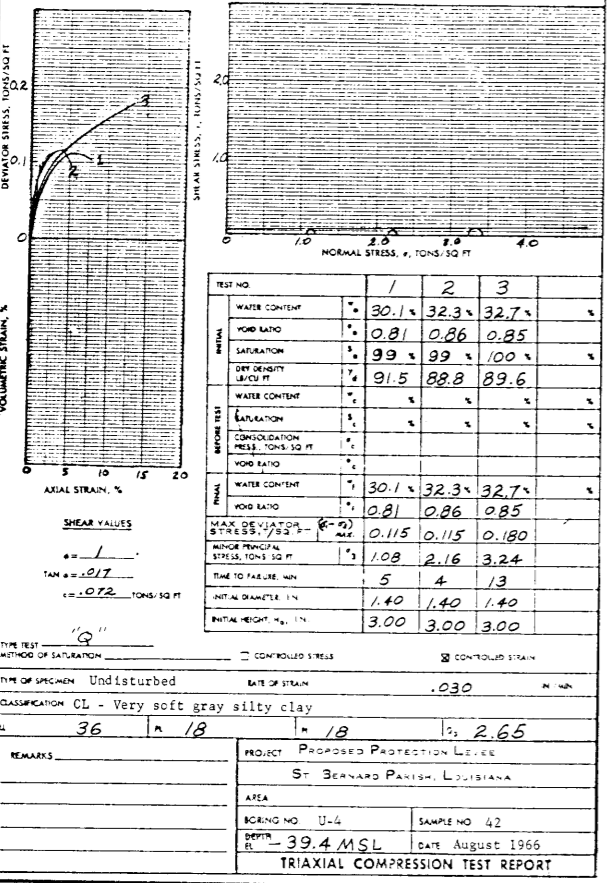 DEVIATOR STRESS, TONS/SQ FT
0.2
0.1
0
3
1
2
VOLUMETRIC STRAIN, %
0 5 10 15 20
AXIAL STRAIN, %
SHEAR STRESS, τ, TONS/SQ FT
2.0
1.0
0 1.0 2.0 3.0 4.0
NORMAL STRESS, σ, TONS/SQ FT
TEST NO. 1 2 3
INITIAL
WATER CONTENT 30.1 % 32.3 % 32.7 % %
VOID RATIO 0.81 0.86 0.85
SATURATION 99 % 99 % 100 % %
DRY DENSITY LB/CU FT 91.5 88.8 89.6
BEFORE TEST
WATER CONTENT % % % %
SATURATION % % % %
CONSOLIDATION PRESS., TONS/SQ FT
VOID RATIO
FINAL
WATER CONTENT 30.1 % 32.3 % 32.7 % %
VOID RATIO 0.81 0.86 0.85
MAX DEVIATOR STRESS, /SQ FT MAX. 0.115 0.115 0.180
MINOR PRINCIPAL STRESS, TONS SQ FT σ3 1.08 2.16 3.24
TIME TO FAILURE, MIN 5 4 13
INITIAL DIAMETER, IN 1.40 1.40 1.40
INITIAL HEIGHT, H₀, IN. 3.00 3.00 3.00
SHEAR VALUES
φ = 1
TAN φ = .017
c = .072 TONS/SQ FT
TYPE TEST "Q"
METHOD OF SATURATION
☐ CONTROLLED STRESS ☒ CONTROLLED STRAIN
TYPE OF SPECIMEN Undisturbed RATE OF STRAIN .030 IN/MIN
CLASSIFICATION CL - Very soft gray silty clay
36 PL 18 PI 18 Gs 2.65
REMARKS
PROJECT PROPOSED PROTECTION LEVEE
ST BERNARD PARISH, LOUISIANA
AREA
BORING NO. U-4 SAMPLE NO 42
DEPTH EL -39.4 MSL DATE August 1966
TRIAXIAL COMPRESSION TEST REPORT